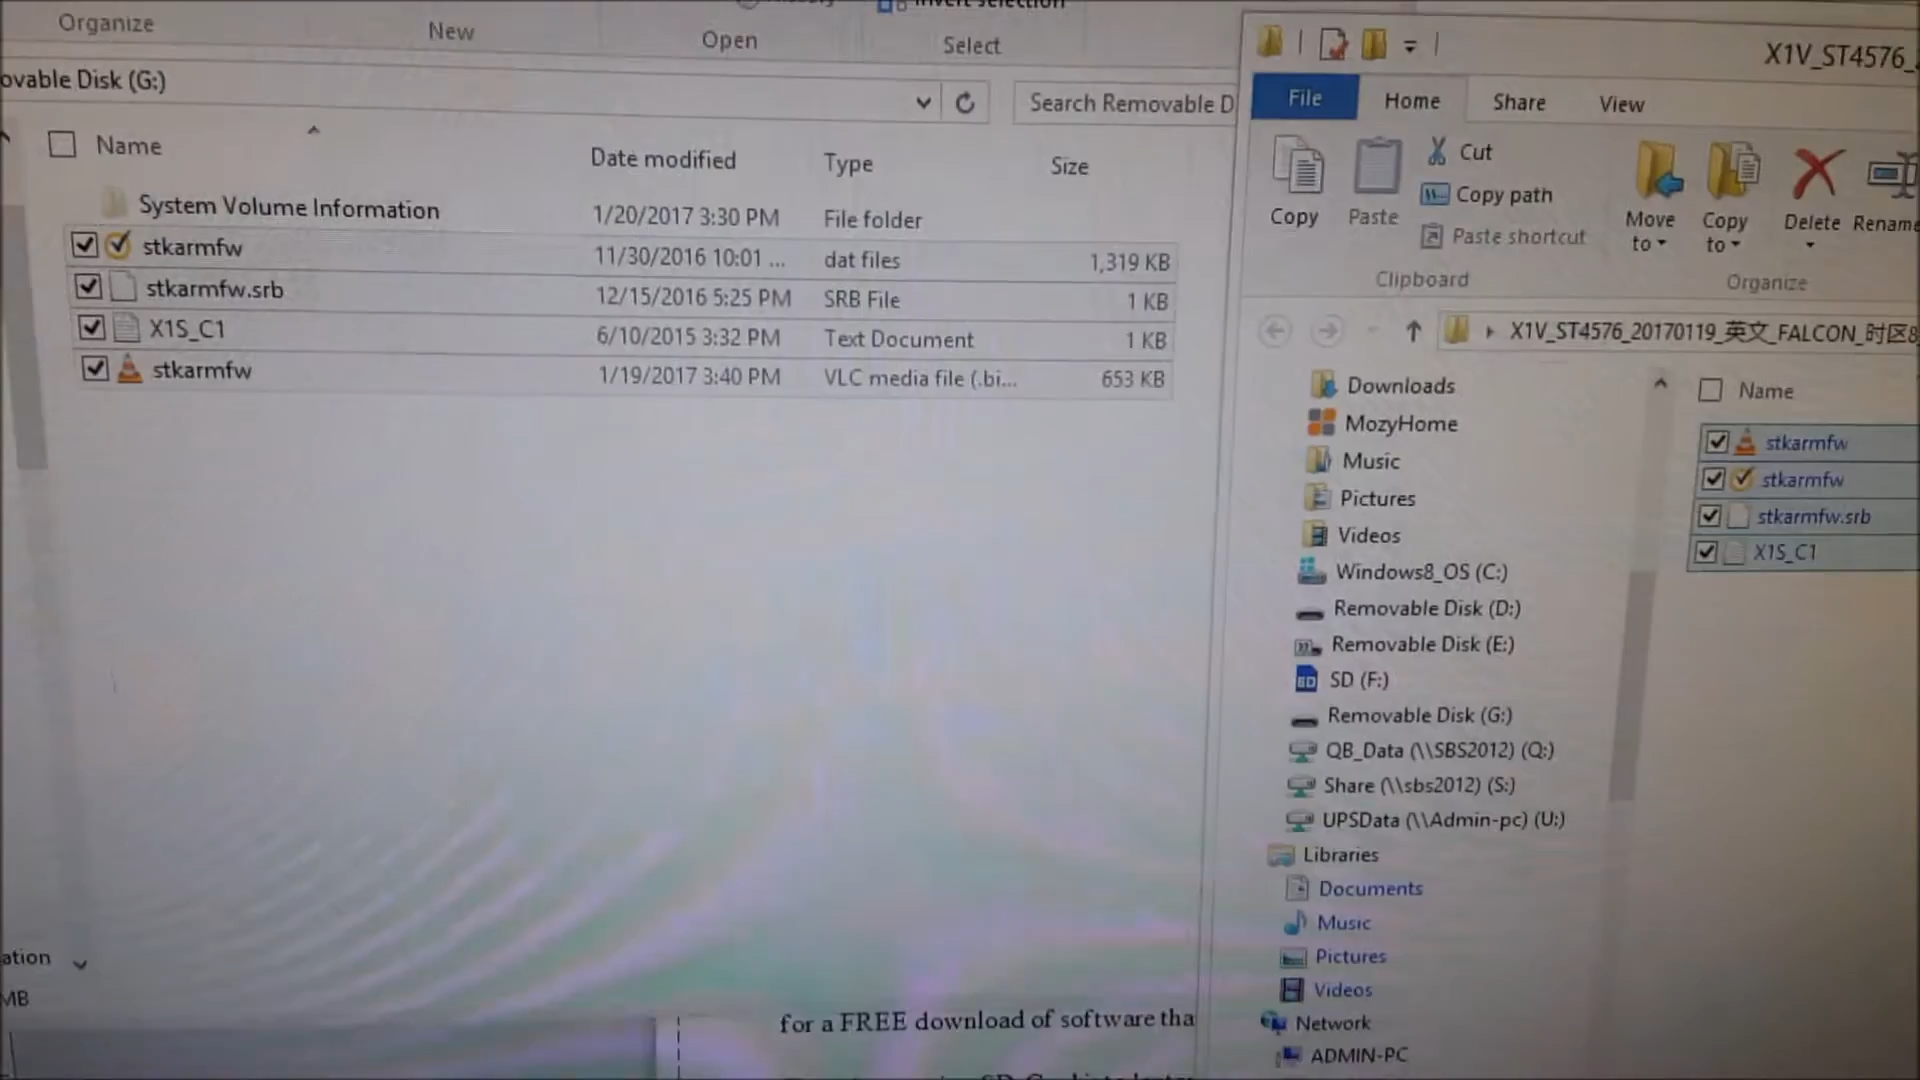 Organize
New
Open
Select
ovable Disk (G:)
Search Removable D
Name
Date modified
Type
Size
System Volume Information
1/20/2017 3:30 PM
File folder
stkarmfw
11/30/2016 10:01 ...
dat files
1,319 KB
stkarmfw.srb
12/15/2016 5:25 PM
SRB File
1 KB
X1S_C1
6/10/2015 3:32 PM
Text Document
1 KB
stkarmfw
1/19/2017 3:40 PM
VLC media file (.bi...
653 KB
ation
MB
for a FREE download of software tha
X1V_ST4576_
File
Home
Share
View
Copy
Paste
Cut
Copy path
Paste shortcut
Clipboard
Move to
Copy to
Delete
Rename
Organize
X1V_ST4576_20170119_英文_FALCON_时区8
Downloads
MozyHome
Music
Pictures
Videos
Windows8_OS (C:)
Removable Disk (D:)
Removable Disk (E:)
SD (F:)
Removable Disk (G:)
QB_Data (\\SBS2012) (Q:)
Share (\\sbs2012) (S:)
UPSData (\\Admin-pc) (U:)
Libraries
Documents
Music
Pictures
Videos
Network
ADMIN-PC
Name
stkarmfw
stkarmfw
stkarmfw.srb
X1S_C1